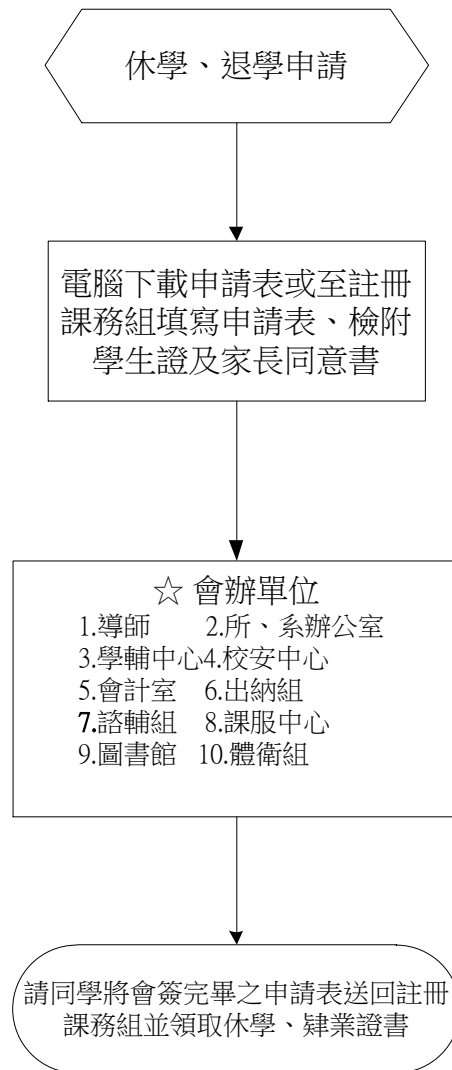 休學、退學申請
電腦下載申請表或至註冊
課務組填寫申請表、檢附
學生證及家長同意書
☆ 會辦單位
1.導師 2.所、系辦公室
3.學輔中心4.校安中心
5.會計室 6.出納組
7.諮輔組 8.課服中心
9.圖書館 10.體衛組
請同學將會簽完畢之申請表送回註冊
課務組並領取休學、肄業證書